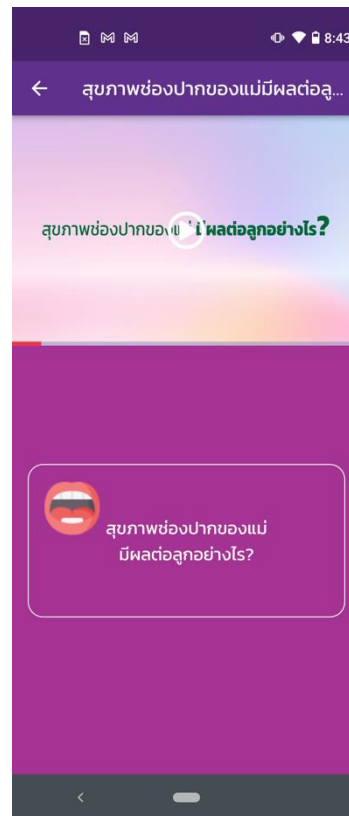 8:43
สุขภาพช่องปากของแม่มีผลต่อลู...
สุขภาพช่องปากของแม่ มีผลต่อลูกอย่างไร?
สุขภาพช่องปากของแม่
มีผลต่อลูกอย่างไร?